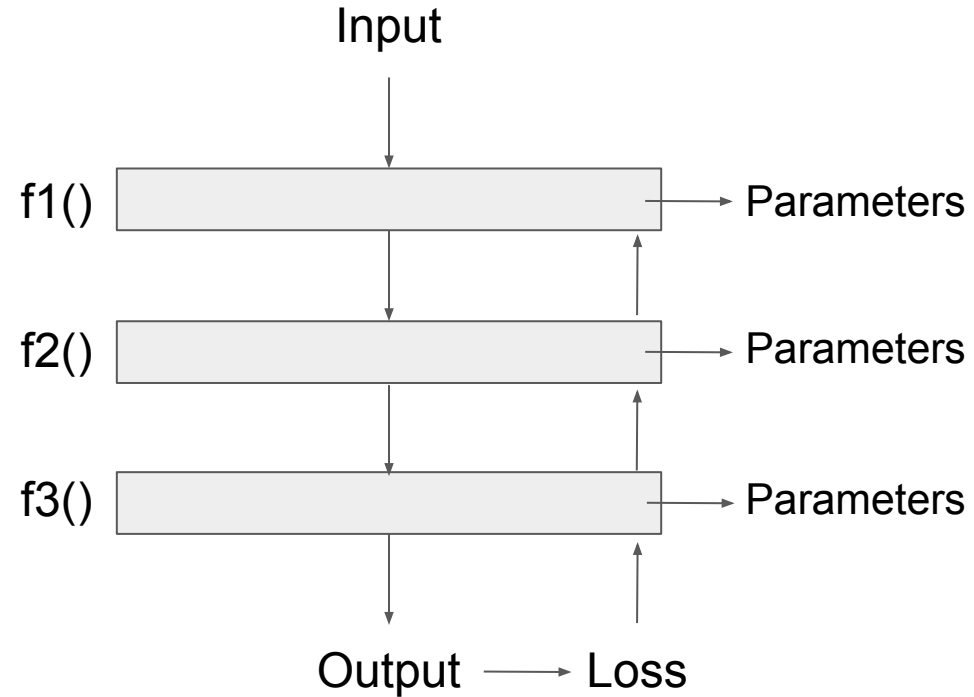 Input
f1()
Parameters
f2()
Parameters
f3()
Parameters
Output
Loss